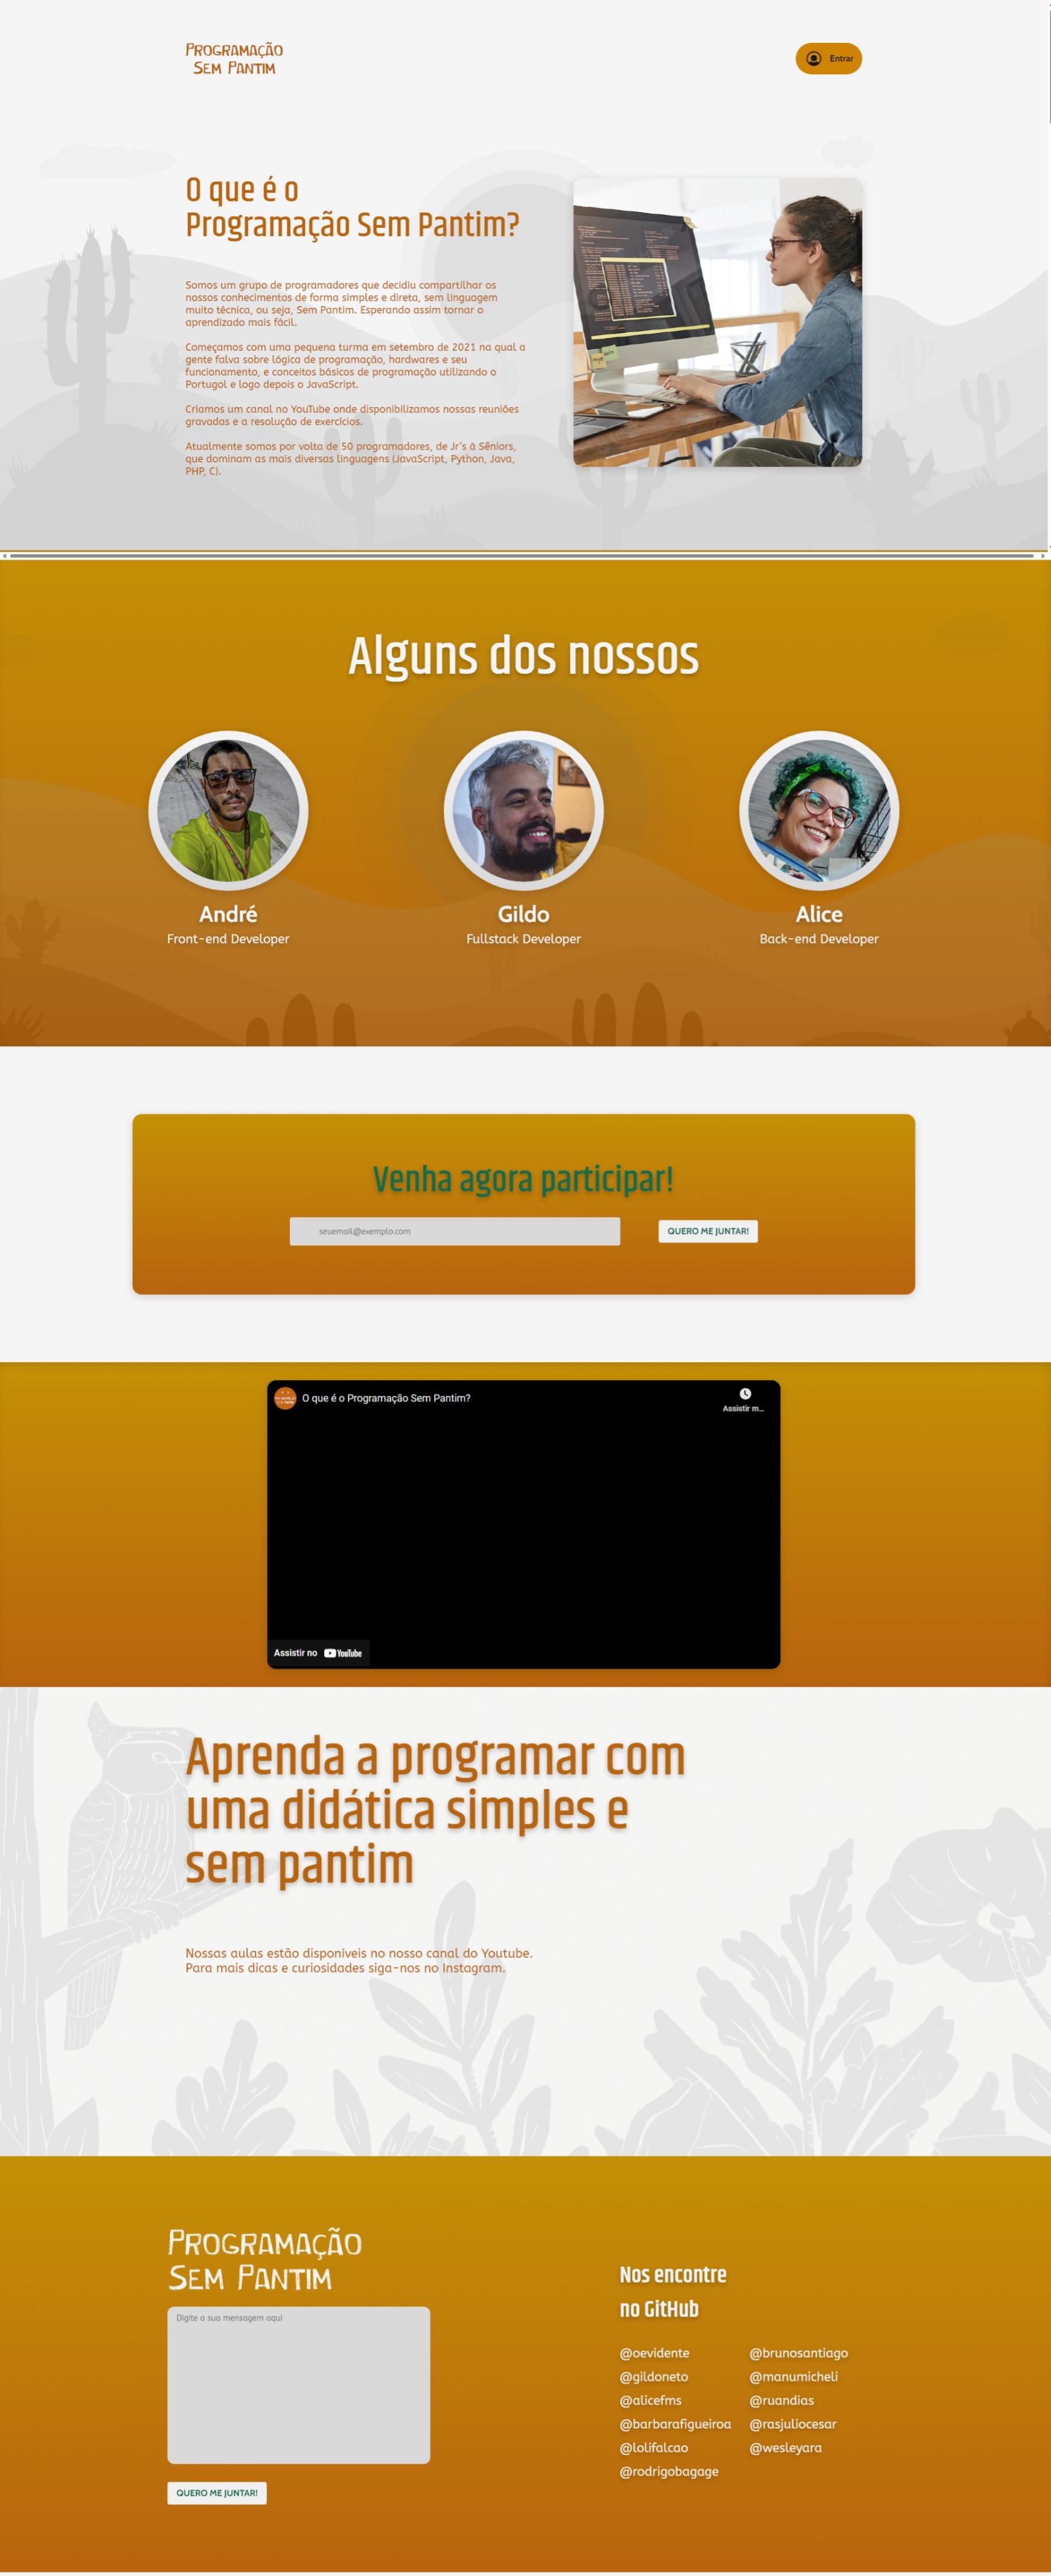 PROGRAMAÇÃO
SEM PANTIM
Entrar
O que é o
Programação Sem Pantim?
Somos um grupo de programadores que decidiu compartilhar os
nossos conhecimentos de forma simples e direta, sem linguagem
muito técnica, ou seja, Sem Pantim. Esperando assim tornar o
aprendizado mais fácil.
Começamos com uma pequena turma em setembro de 2021 na qual a
gente falva sobre lógica de programação, hardwares e seu
funcionamento, e conceitos básicos de programação utilizando o
Portugol e logo depois o JavaScript.
Criamos um canal no YouTube onde disponibilizamos nossas reuniões
gravadas e a resolução de exercícios.
Atualmente somos por volta de 50 programadores, de Jr's à Sêniors,
que dominam as mais diversas linguagens (JavaScript, Python, Java,
PHP, C).
Alguns dos nossos
André
Front-end Developer
Gildo
Fullstack Developer
Alice
Back-end Developer
Venha agora participar!
seuemail@exemplo.com
QUERO ME JUNTAR!
O que é o Programação Sem Pantim?
Assistir m...
Assistir no YouTube
Aprenda a programar com
uma didática simples e
sem pantim
Nossas aulas estão disponíveis no nosso canal do Youtube.
Para mais dicas e curiosidades siga-nos no Instagram.
PROGRAMAÇÃO
SEM PANTIM
Digite a sua mensagem aqui
QUERO ME JUNTAR!
Nos encontre
no GitHub
@oevidente
@gildoneto
@alicefms
@barbarafigueiroa
@lolifalcao
@rodrigobagage
@brunosantiago
@manumicheli
@ruandias
@rasjuliocesar
@wesleyara